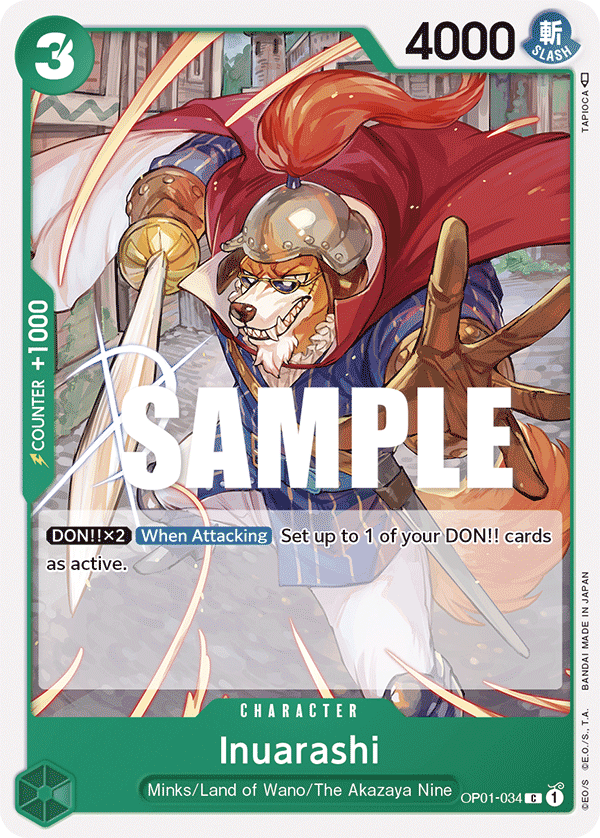 3
4000
斬
SLASH
TAPIOCA
COUNTER +1000
SAMPLE
DON!!×2 When Attacking Set up to 1 of your DON!! cards
as active.
CHARACTER
Inuarashi
Minks/Land of Wano/The Akazaya Nine
OP01-034 C 1
©E.O./S ©E.O./S., T.A. BANDAI MADE IN JAPAN